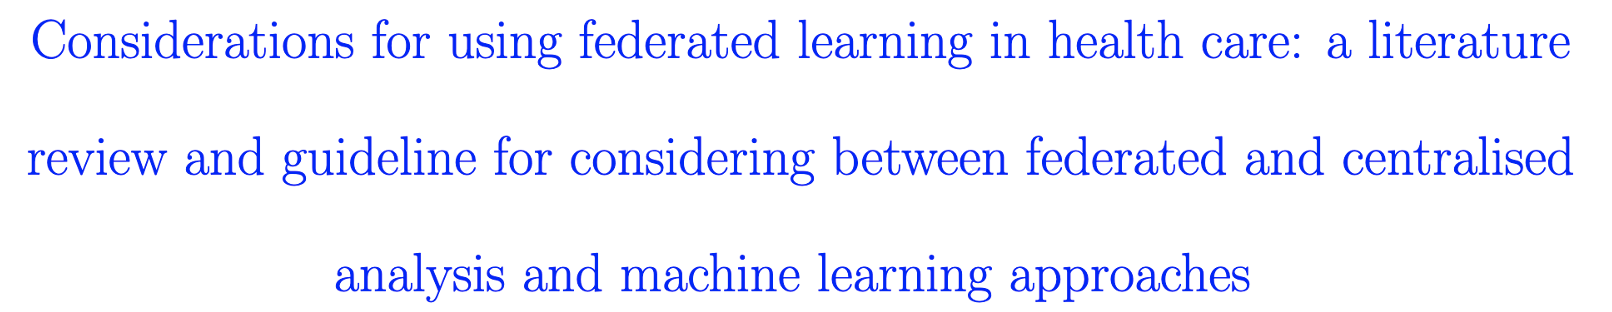 Considerations for using federated learning in health care: a literature
review and guideline for considering between federated and centralised
analysis and machine learning approaches